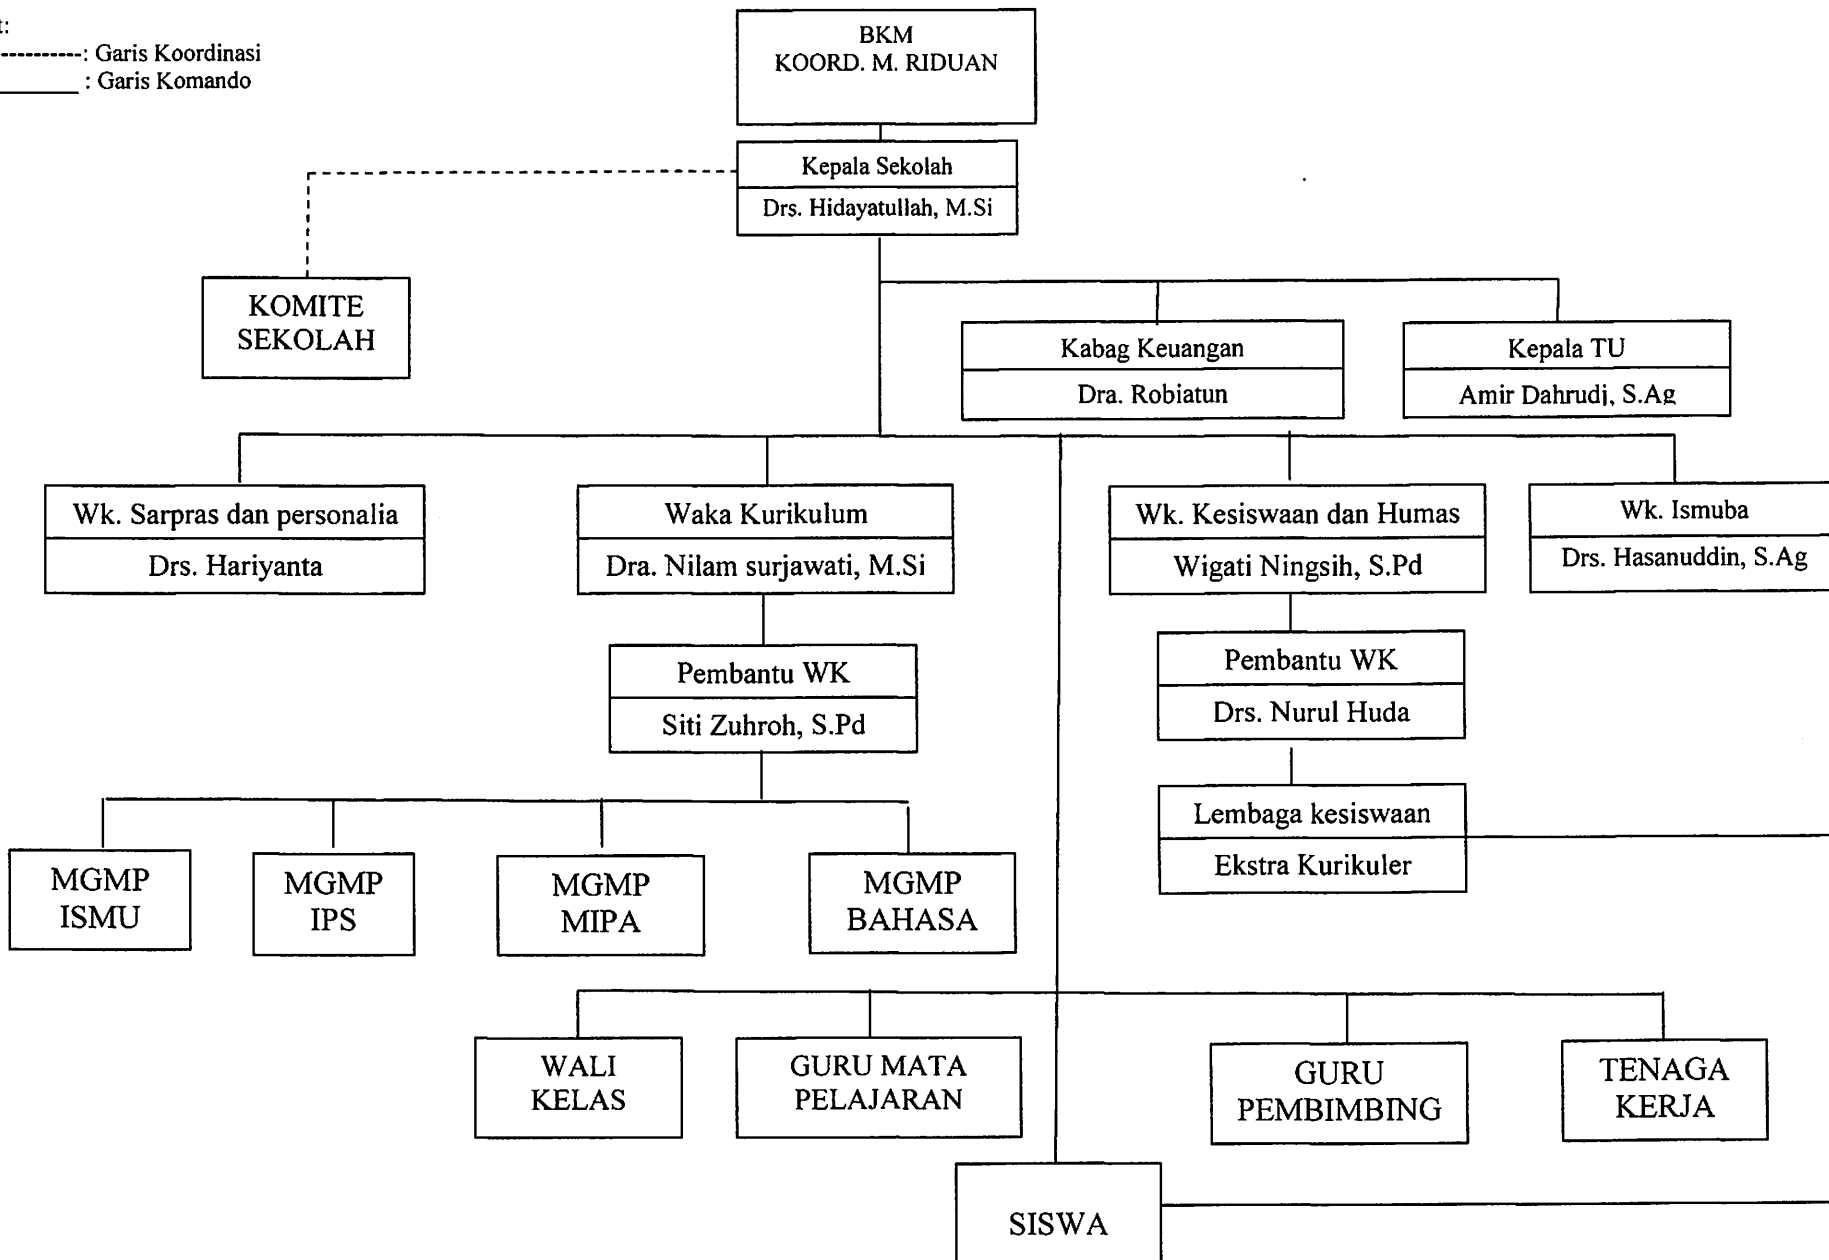 t:
-----------: Garis Koordinasi
________ : Garis Komando
BKM
KOORD. M. RIDUAN
Kepala Sekolah
Drs. Hidayatullah, M.Si
KOMITE
SEKOLAH
Kabag Keuangan
Dra. Robiatun
Kepala TU
Amir Dahrudi, S.Ag
Wk. Sarpras dan personalia
Drs. Hariyanta
Waka Kurikulum
Dra. Nilam surjawati, M.Si
Wk. Kesiswaan dan Humas
Wigati Ningsih, S.Pd
Wk. Ismuba
Drs. Hasanuddin, S.Ag
Pembantu WK
Siti Zuhroh, S.Pd
Pembantu WK
Drs. Nurul Huda
Lembaga kesiswaan
Ekstra Kurikuler
MGMP
ISMU
MGMP
IPS
MGMP
MIPA
MGMP
BAHASA
WALI
KELAS
GURU MATA
PELAJARAN
GURU
PEMBIMBING
TENAGA
KERJA
SISWA